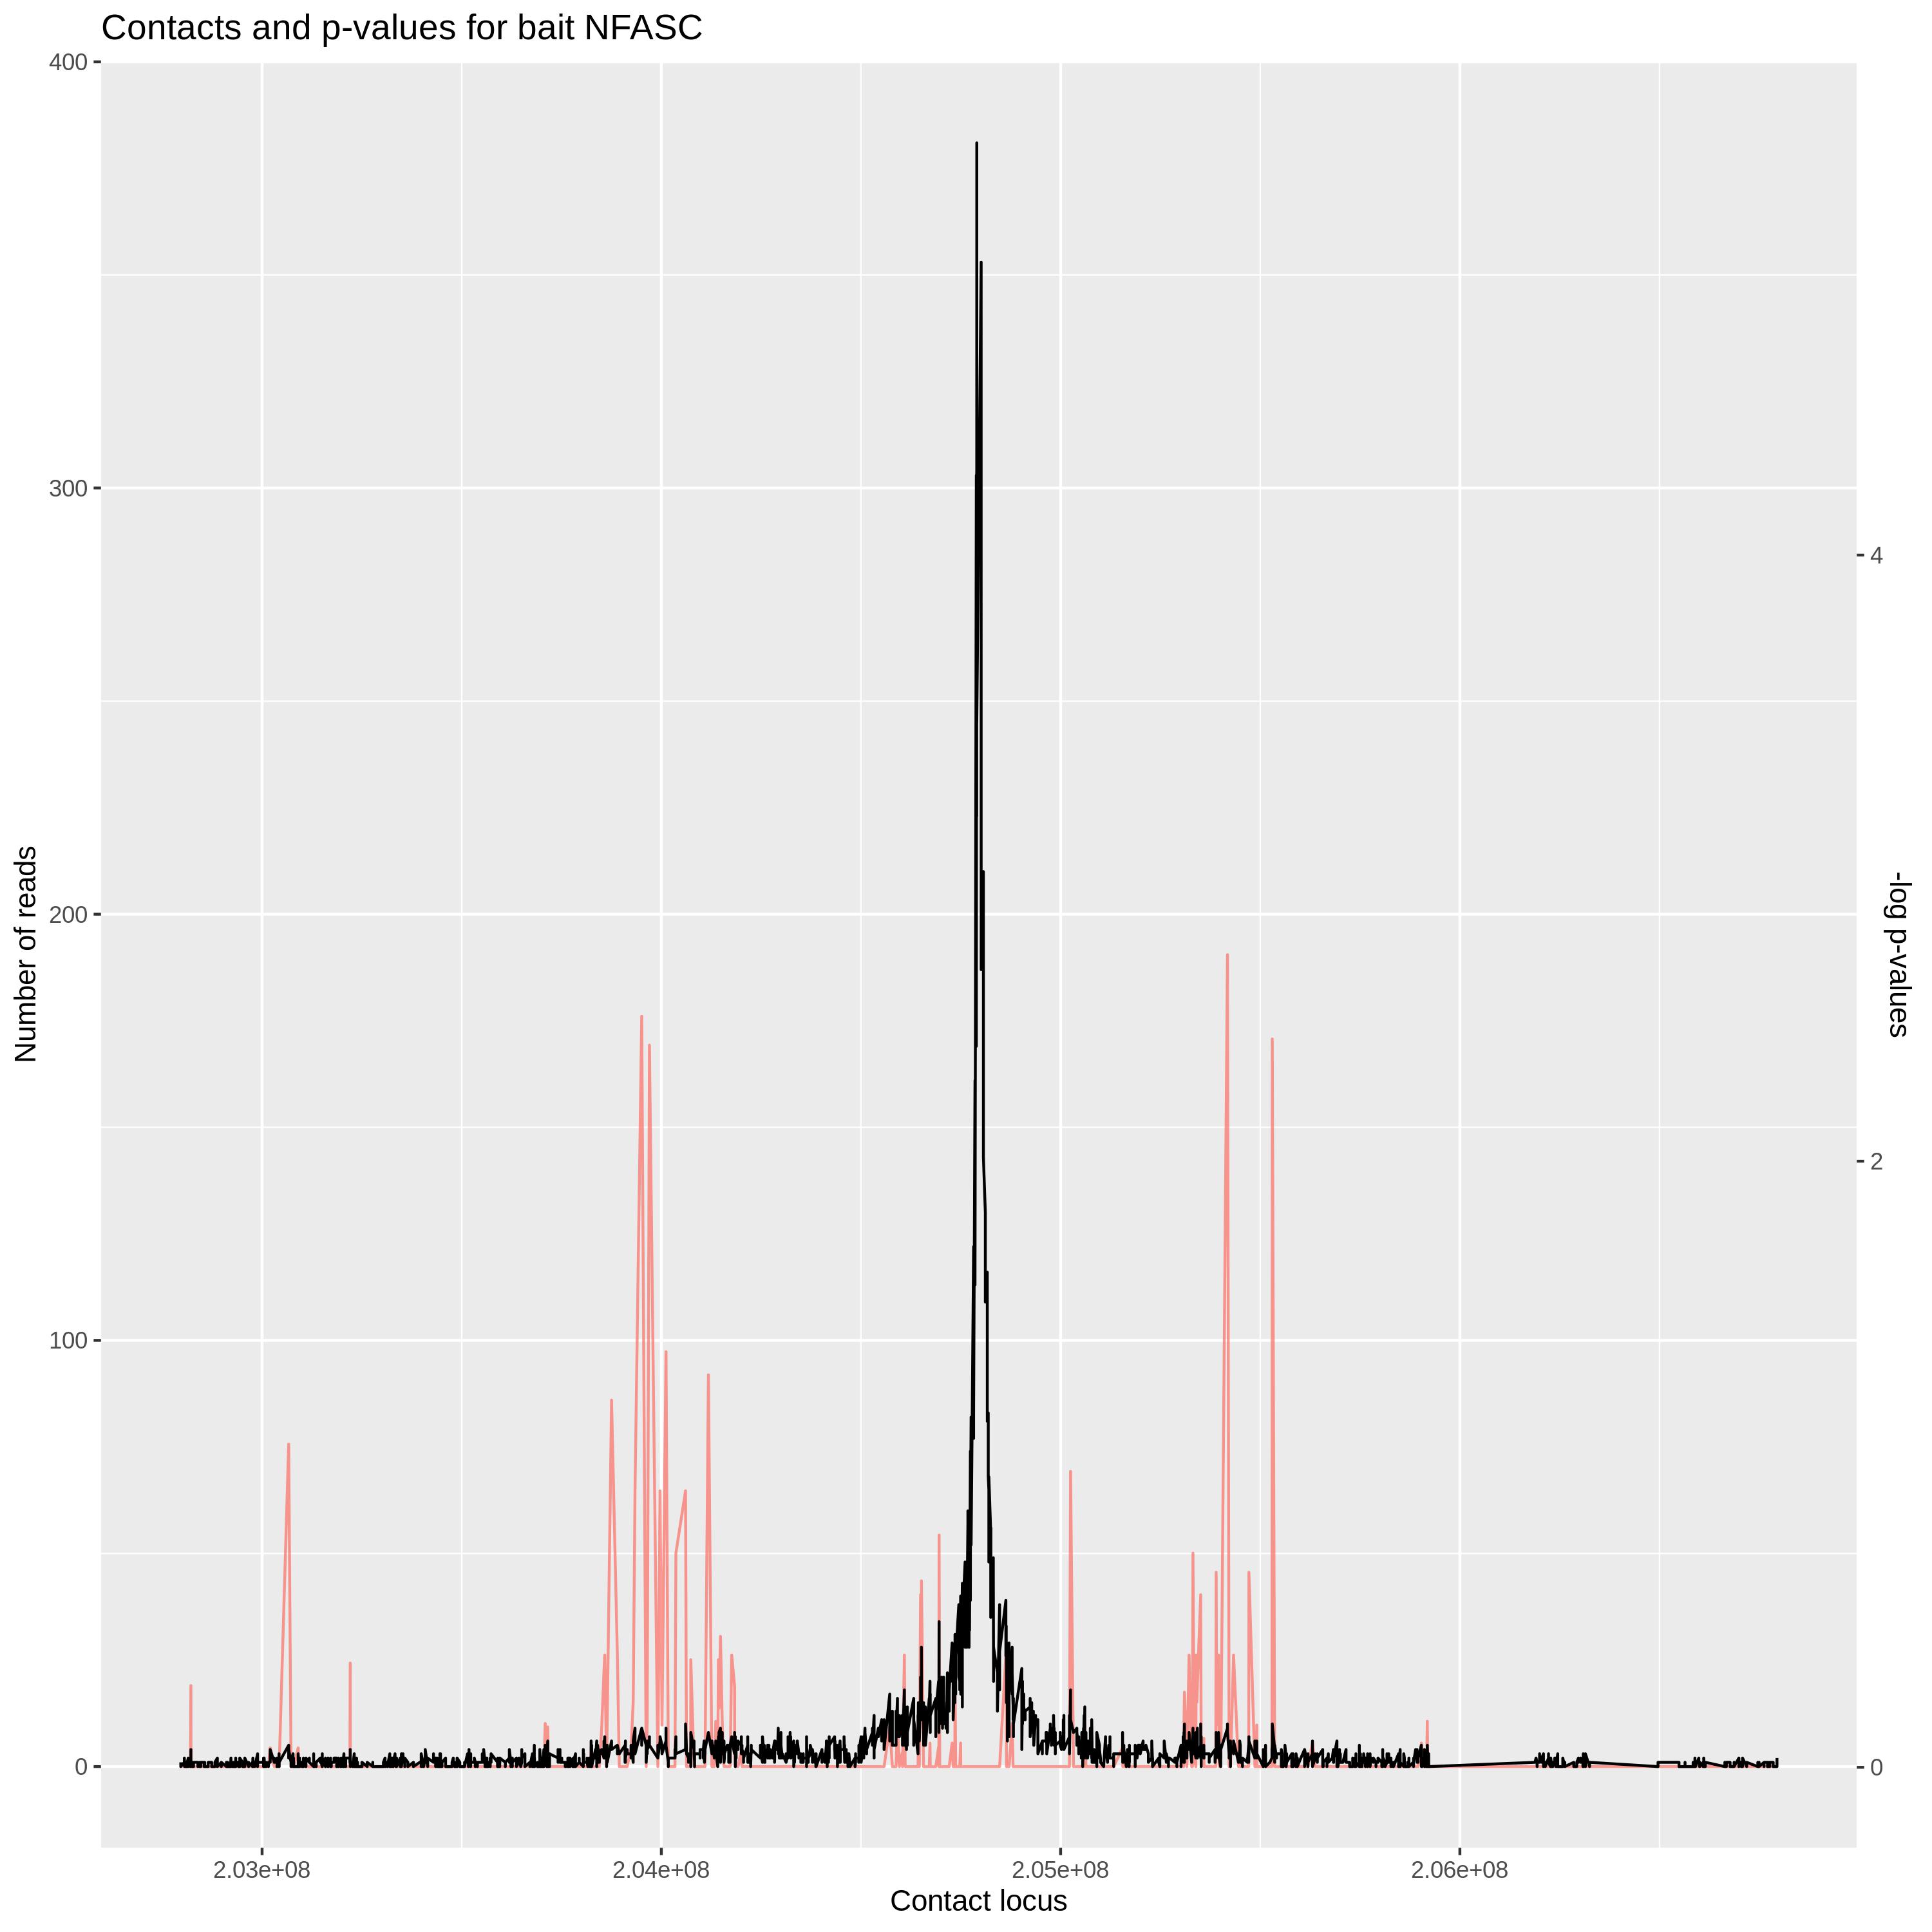 Contacts and p-values for bait NFASC
400
300
200
100
0
Number of reads
4
2
0
-log p-values
2.03e+08
2.04e+08
2.05e+08
2.06e+08
Contact locus